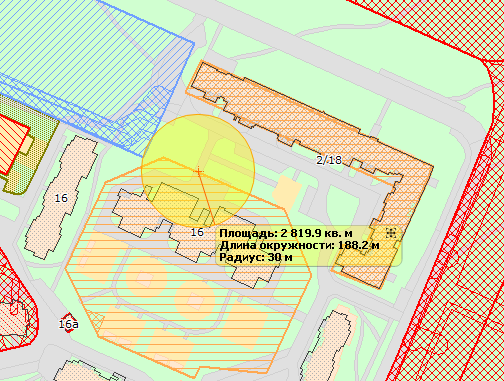 2/18
16
16
Площадь: 2 819.9 кв. м
Длина окружности: 188.2 м
Радиус: 30 м
16а